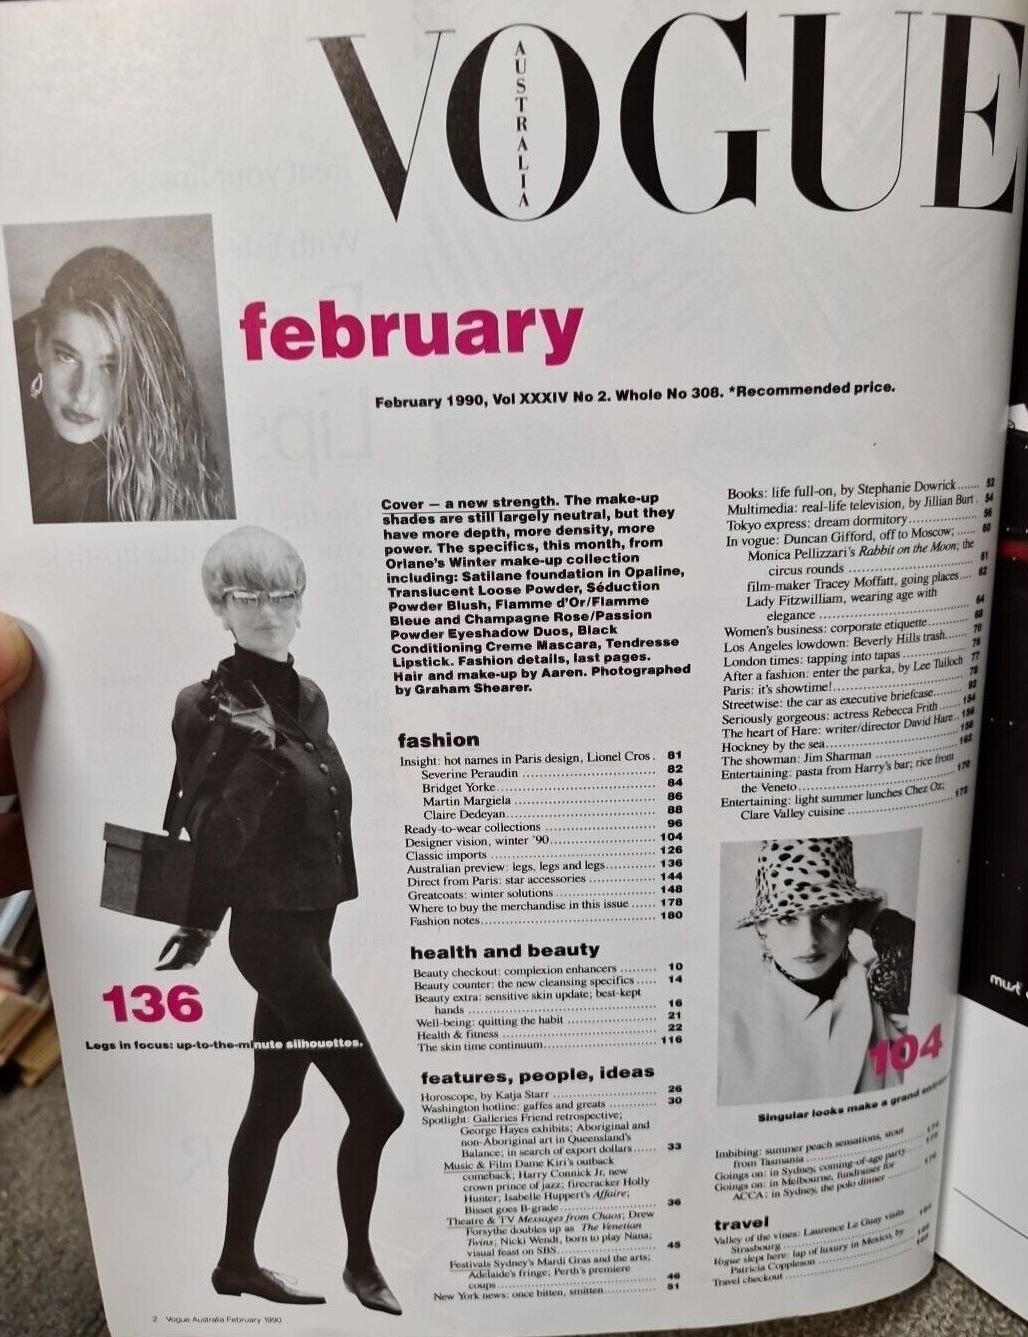 VOGUE
AUSTRALIA
february
February 1990, Vol XXXIV No 2. Whole No 308. *Recommended price.
Cover — a new strength. The make-up
shades are still largely neutral, but they
have more depth, more density, more
power. The specifics, this month, from
Orlane's Winter make-up collection
including: Satilane foundation in Opaline,
Translucent Loose Powder, Séduction
Powder Blush, Flamme d'Or/Flamme
Bleue and Champagne Rose/Passion
Powder Eyeshadow Duos, Black
Conditioning Creme Mascara, Tendresse
Lipstick. Fashion details, last pages.
Hair and make-up by Aaren. Photographed
by Graham Shearer.
fashion
Insight: hot names in Paris design, Lionel Cros. 81
Severine Peraudin 82
Bridget Yorke 84
Martin Margiela 86
Claire Dedeyan 88
Ready-to-wear collections 96
Designer vision, winter '90 104
Classic imports 126
Australian preview: legs, legs and legs 136
Direct from Paris: star accessories 144
Greatcoats: winter solutions 148
Where to buy the merchandise in this issue 178
Fashion notes 180
health and beauty
Beauty checkout: complexion enhancers 10
Beauty counter: the new cleansing specifics 14
Beauty extra: sensitive skin update; best-kept
hands 16
Well-being: quitting the habit 21
Health & fitness 22
The skin time continuum 116
features, people, ideas
Horoscope, by Katja Starr 26
Washington hotline: gaffes and greats 30
Spotlight: Galleries Friend retrospective;
George Hayes exhibits; Aboriginal and
non-Aboriginal art in Queensland's
Balance; in search of export dollars 33
Music & Film Dame Kiri's outback
comeback; Harry Connick Jr, new
crown prince of jazz; firecracker Holly
Hunter; Isabelle Huppert's Affaire;
Bisset goes B-grade 36
Theatre & TV Messages from Chaos; Drew
Forsythe doubles up as The Venetian
Twins; Nicki Wendt, born to play Nana;
visual feast on SBS 45
Festivals Sydney's Mardi Gras and the arts;
Adelaide's fringe; Perth's premiere
coups 46
New York news: once bitten, smitten 51
Books: life full-on, by Stephanie Dowrick 52
Multimedia: real-life television, by Jillian Burt. 54
Tokyo express: dream dormitory 56
In vogue: Duncan Gifford, off to Moscow; 60
Monica Pellizzari's Rabbit on the Moon; the
circus rounds 61
film-maker Tracey Moffatt, going places 62
Lady Fitzwilliam, wearing age with
elegance 64
Women's business: corporate etiquette 68
Los Angeles lowdown: Beverly Hills trash 70
London times: tapping into tapas 76
After a fashion: enter the parka, by Lee Tulloch 77
Paris: it's showtime! 78
Streetwise: the car as executive briefcase 92
Seriously gorgeous: actress Rebecca Frith 154
The heart of Hare: writer/director David Hare 156
Hockney by the sea 158
The showman: Jim Sharman 162
Entertaining: pasta from Harry's bar; rice from
the Veneto 170
Entertaining: light summer lunches Chez Oz;
Clare Valley cuisine 172
104
Singular looks make a grand
Imbibing: summer peach sensations, stout
from Tasmania
Goings on: in Sydney, coming-of-age party
Goings on: in Melbourne, fundraiser for
ACCA; in Sydney, the polo dinner
travel
Valley of the vines: Laurence Le Guay visits
Strasbourg
Vogue slept here: lap of luxury in Mexico, by
Patricia Coppleson
Travel checkout
136
Legs in focus: up-to-the-minute silhouettes.
2 Vogue Australia February 1990
must